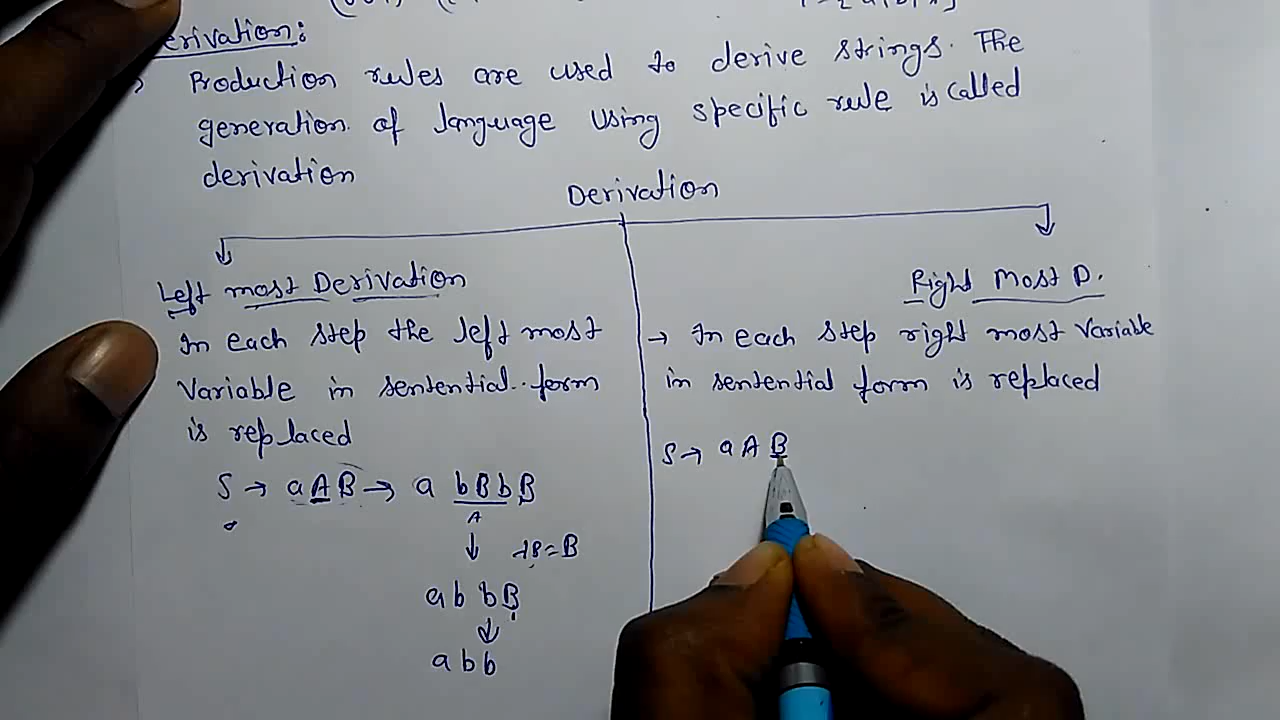 erivation:
Production rules are used to derive strings. The
generation of language using specific rule is called
derivation
Derivation
Left most Derivation
In each step the left most
Variable in sentential form
is replaced
S → aAB → a bBbB
A
↓
abbB
↓
abb
Right Most D.
→ In each step right most Variable
in sentential form is replaced
S → aAB